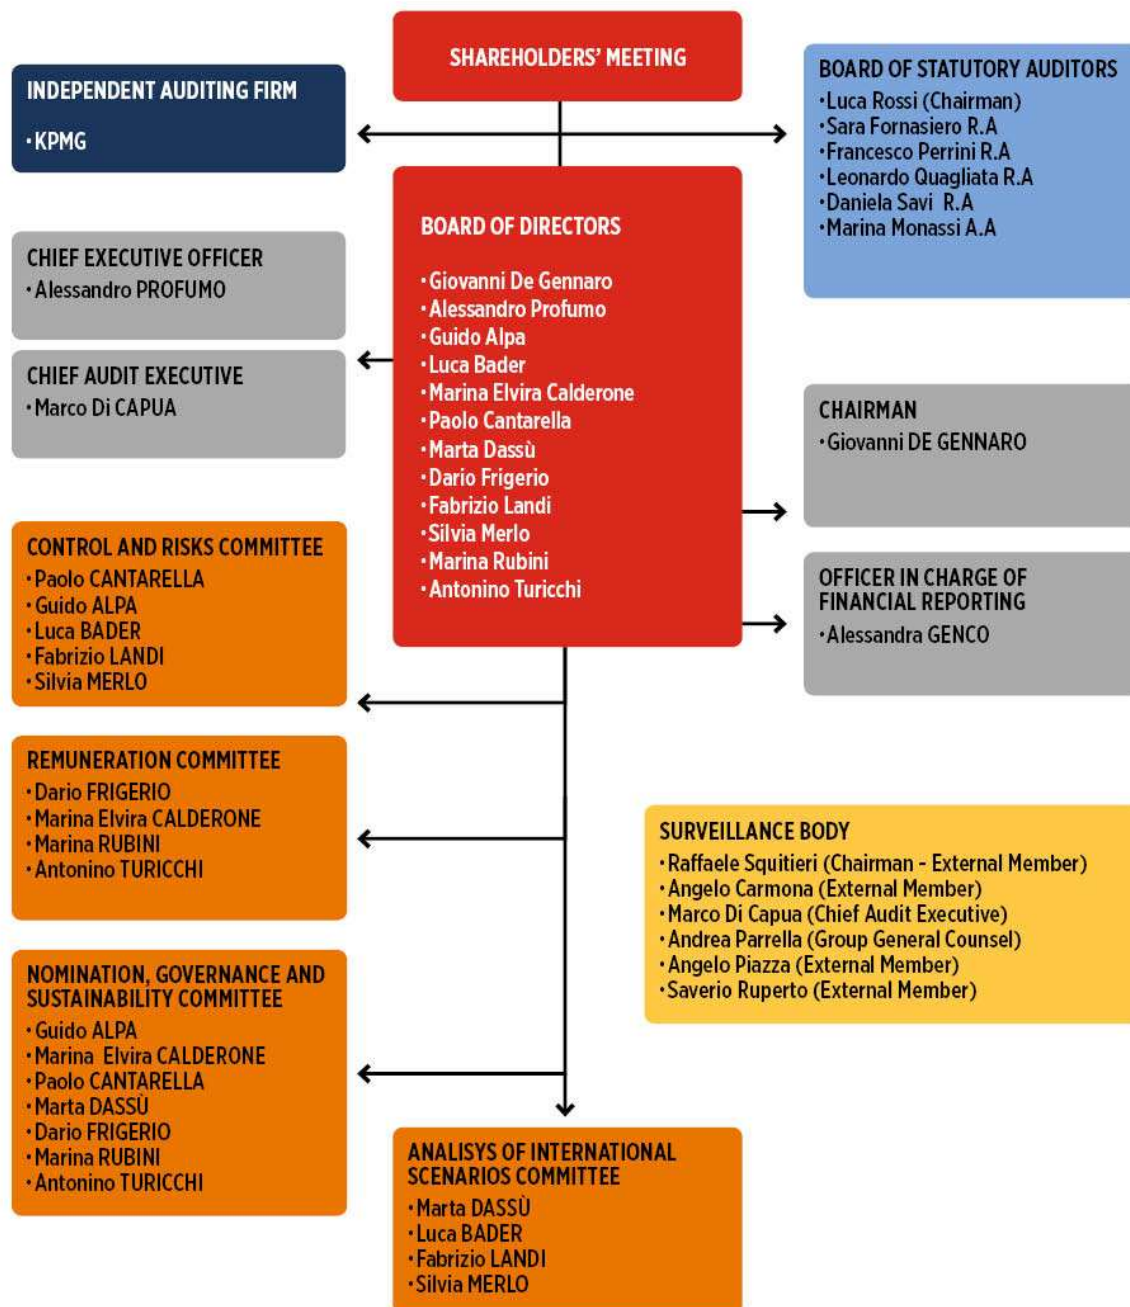 SHAREHOLDERS' MEETING
INDEPENDENT AUDITING FIRM
•KPMG
BOARD OF STATUTORY AUDITORS
•Luca Rossi (Chairman)
•Sara Fornasiero R.A
•Francesco Perrini R.A
•Leonardo Quagliata R.A
•Daniela Savi R.A
•Marina Monassi A.A
BOARD OF DIRECTORS
•Giovanni De Gennaro
•Alessandro Profumo
•Guido Alpa
•Luca Bader
•Marina Elvira Calderone
•Paolo Cantarella
•Marta Dassù
•Dario Frigerio
•Fabrizio Landi
•Silvia Merlo
•Marina Rubini
•Antonino Turicchi
CHIEF EXECUTIVE OFFICER
•Alessandro PROFUMO
CHIEF AUDIT EXECUTIVE
•Marco Di CAPUA
CHAIRMAN
•Giovanni DE GENNARO
OFFICER IN CHARGE OF
FINANCIAL REPORTING
•Alessandra GENCO
CONTROL AND RISKS COMMITTEE
•Paolo CANTARELLA
•Guido ALPA
•Luca BADER
•Fabrizio LANDI
•Silvia MERLO
REMUNERATION COMMITTEE
•Dario FRIGERIO
•Marina Elvira CALDERONE
•Marina RUBINI
•Antonino TURICCHI
SURVEILLANCE BODY
•Raffaele Squitieri (Chairman - External Member)
•Angelo Carmona (External Member)
•Marco Di Capua (Chief Audit Executive)
•Andrea Parrella (Group General Counsel)
•Angelo Piazza (External Member)
•Saverio Ruperto (External Member)
NOMINATION, GOVERNANCE AND
SUSTAINABILITY COMMITTEE
•Guido ALPA
•Marina Elvira CALDERONE
•Paolo CANTARELLA
•Marta DASSÙ
•Dario FRIGERIO
•Marina RUBINI
•Antonino TURICCHI
ANALISYS OF INTERNATIONAL
SCENARIOS COMMITTEE
•Marta DASSÙ
•Luca BADER
•Fabrizio LANDI
•Silvia MERLO